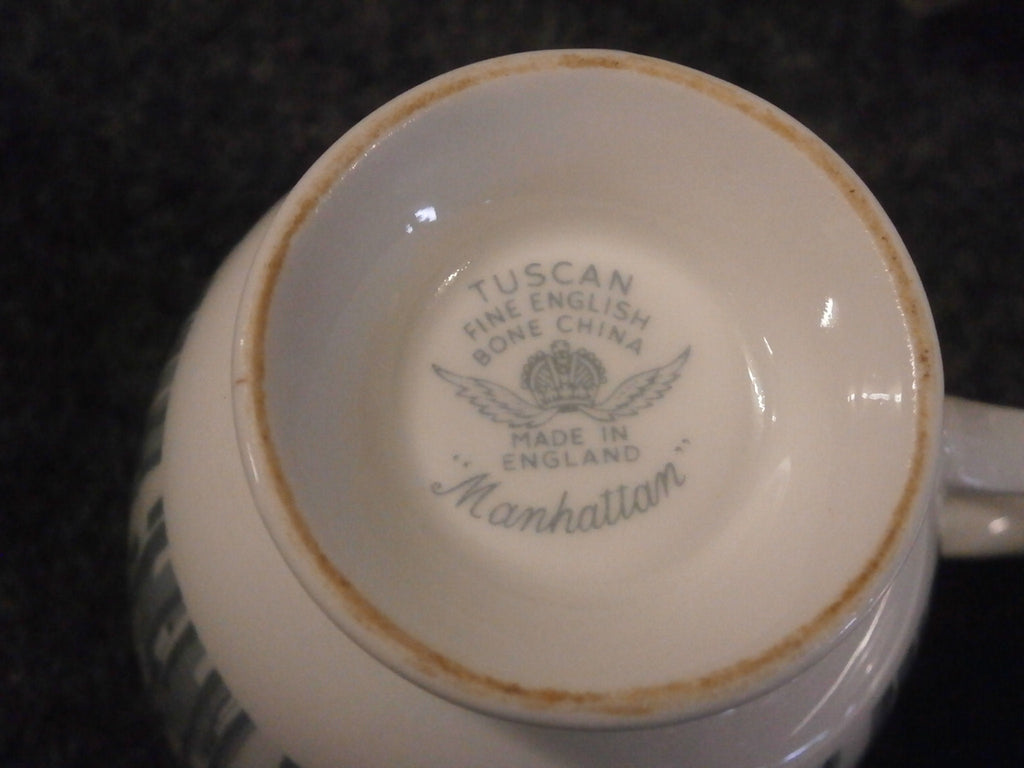 TUSCAN
FINE ENGLISH
BONE CHINA
MADE IN
ENGLAND
"Manhattan"